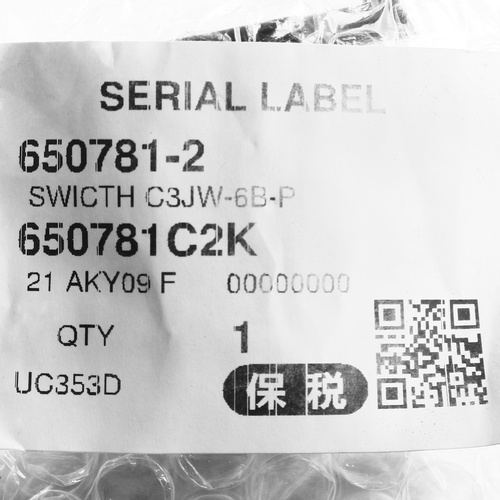 SERIAL LABEL
650781-2
SWICTH C3JW-6B-P
650781C2K
21 AKY09 F 00000000
QTY 1
UC353D 保税